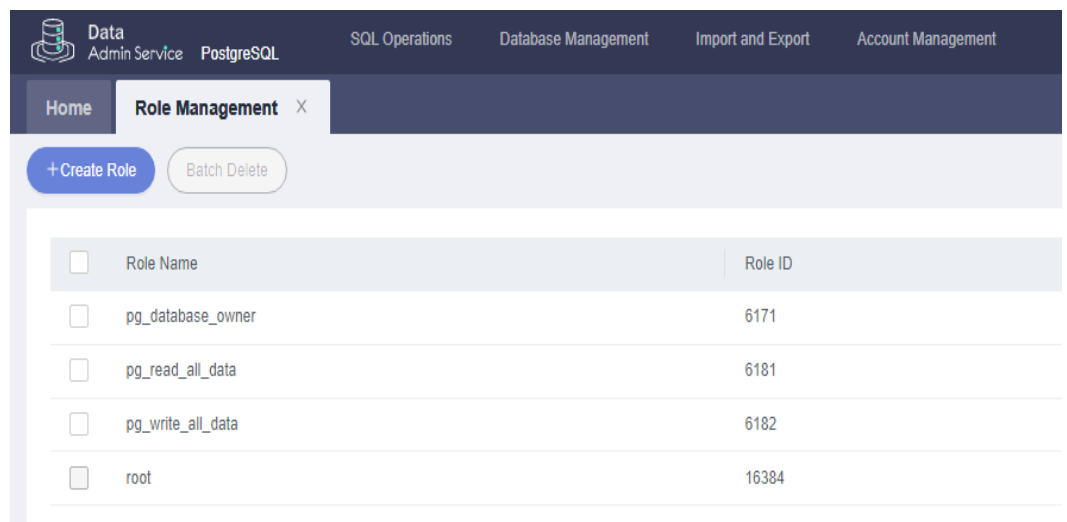 Data
Admin Service PostgreSQL SQL Operations Database Management Import and Export Account Management
Home Role Management X
+Create Role Batch Delete
Role Name Role ID
pg_database_owner 6171
pg_read_all_data 6181
pg_write_all_data 6182
root 16384